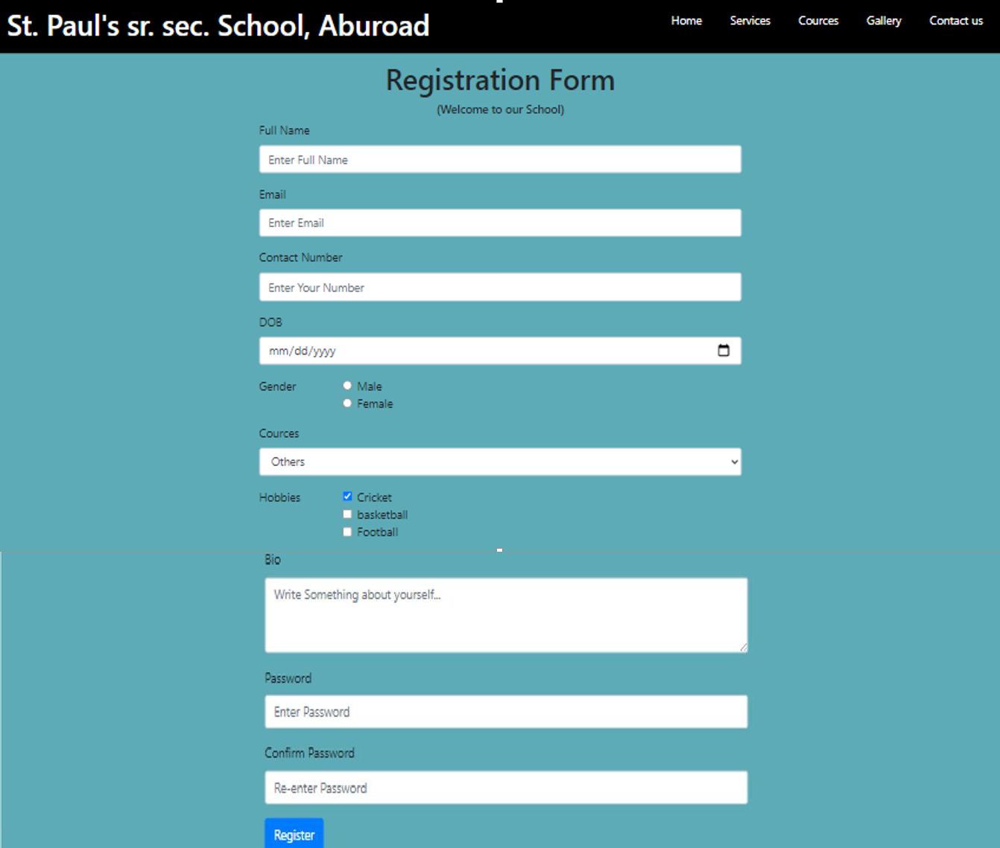 St. Paul's sr. sec. School, Aburoad
Home Services Cources Gallery Contact us
Registration Form
(Welcome to our School)
Full Name
Enter Full Name
Email
Enter Email
Contact Number
Enter Your Number
DOB
mm/dd/yyyy
Gender Male
Female
Cources
Others
Hobbies Cricket
basketball
Football
Bio
Write Something about yourself...
Password
Enter Password
Confirm Password
Re-enter Password
Register